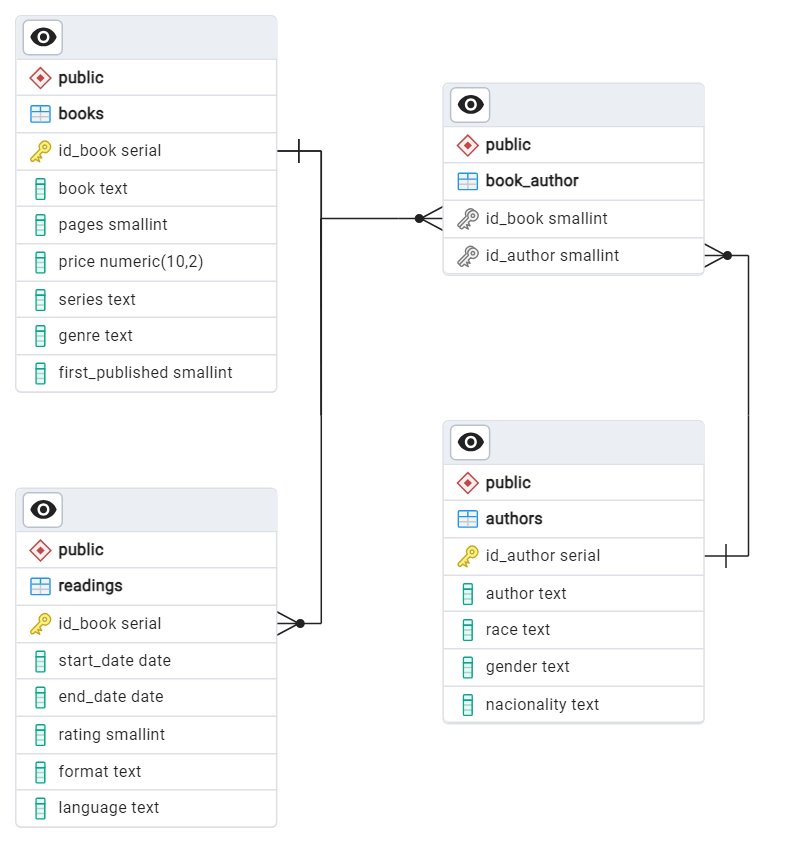 public
books
id_book serial
book text
pages smallint
price numeric(10,2)
series text
genre text
first_published smallint
public
readings
id_book serial
start_date date
end_date date
rating smallint
format text
language text
public
book_author
id_book smallint
id_author smallint
public
authors
id_author serial
author text
race text
gender text
nacionality text